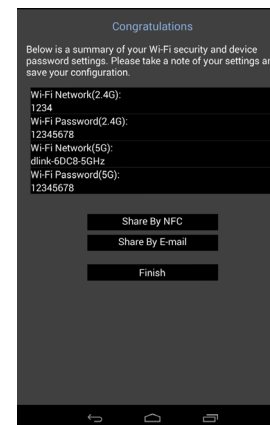 Congratulations
Below is a summary of your Wi-Fi security and device
password settings. Please take a note of your settings an
save your configuration.
Wi-Fi Network(2.4G):
1234
Wi-Fi Password(2.4G):
12345678
Wi-Fi Network(5G):
dlink-6DC8-5GHz
Wi-Fi Password(5G):
12345678
Share By NFC
Share By E-mail
Finish